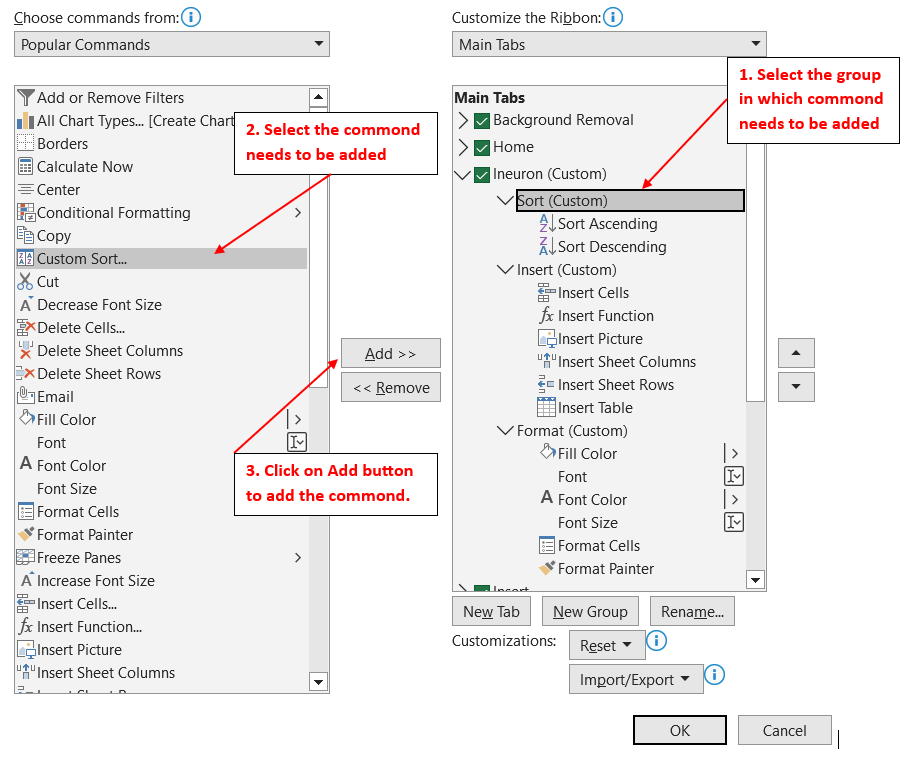 Choose commands from:
Customize the Ribbon:
Popular Commands
Main Tabs
1. Select the group
in which commond
needs to be added
Add or Remove Filters
All Chart Types... [Create Chart
Borders
Calculate Now
Center
Conditional Formatting
Copy
Custom Sort...
Cut
Decrease Font Size
Delete Cells...
Delete Sheet Columns
Delete Sheet Rows
Email
Fill Color
Font
Font Color
Font Size
Format Cells
Format Painter
Freeze Panes
Increase Font Size
Insert Cells...
Insert Function...
Insert Picture
Insert Sheet Columns
2. Select the commond
needs to be added
3. Click on Add button
to add the commond.
Add >>
<< Remove
Main Tabs
Background Removal
Home
Ineuron (Custom)
Sort (Custom)
Sort Ascending
Sort Descending
Insert (Custom)
Insert Cells
Insert Function
Insert Picture
Insert Sheet Columns
Insert Sheet Rows
Insert Table
Format (Custom)
Fill Color
Font
Font Color
Font Size
Format Cells
Format Painter
New Tab
New Group
Rename...
Customizations:
Reset
Import/Export
OK
Cancel